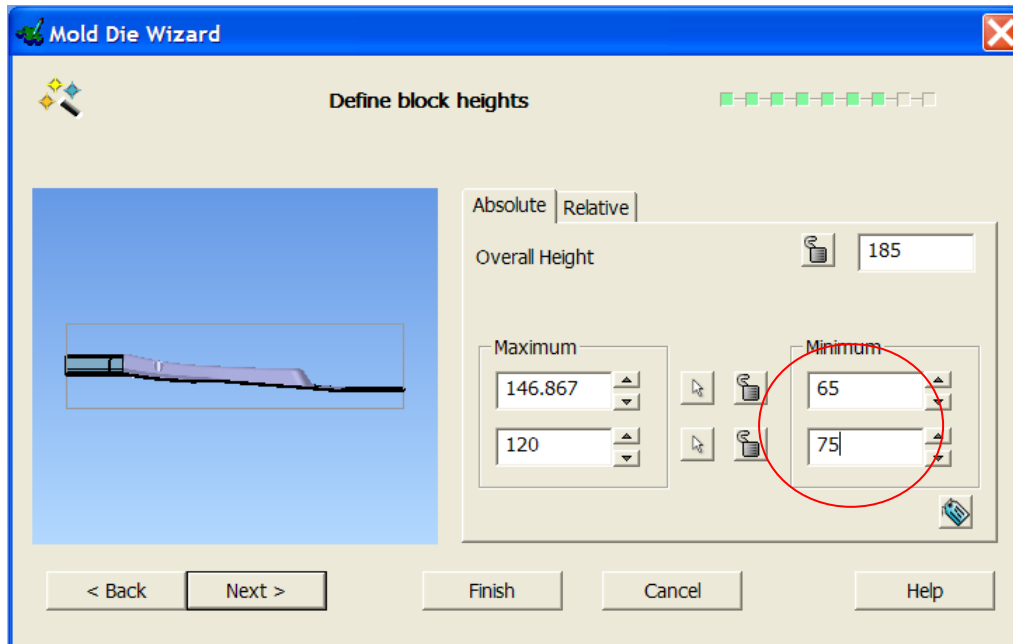 Mold Die Wizard
Define block heights
Absolute Relative
Overall Height 185
Maximum Minimum
146.867 65
120 75
< Back Next > Finish Cancel Help